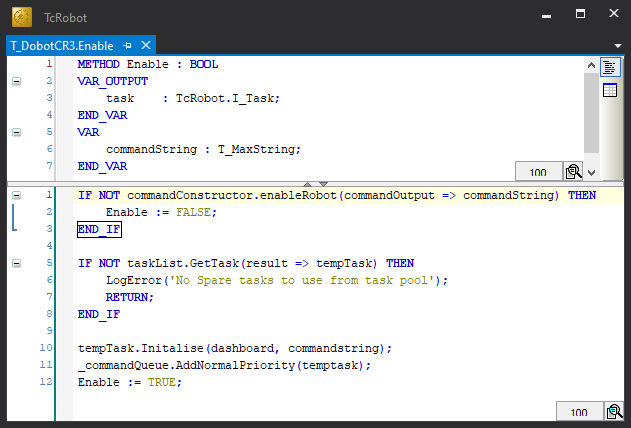 TcRobot
T_DobotCR3.Enable
1 METHOD Enable : BOOL
2 VAR_OUTPUT
3 task : TcRobot.I_Task;
4 END_VAR
5 VAR
6 commandString : T_MaxString;
7 END_VAR
100
1 IF NOT commandConstructor.enableRobot(commandOutput => commandString) THEN
2 Enable := FALSE;
3 END_IF
4
5 IF NOT taskList.GetTask(result => tempTask) THEN
6 LogError('No Spare tasks to use from task pool');
7 RETURN;
8 END_IF
9
10 tempTask.Initalise(dashboard, commandstring);
11 _commandQueue.AddNormalPriority(temptask);
12 Enable := TRUE;
100